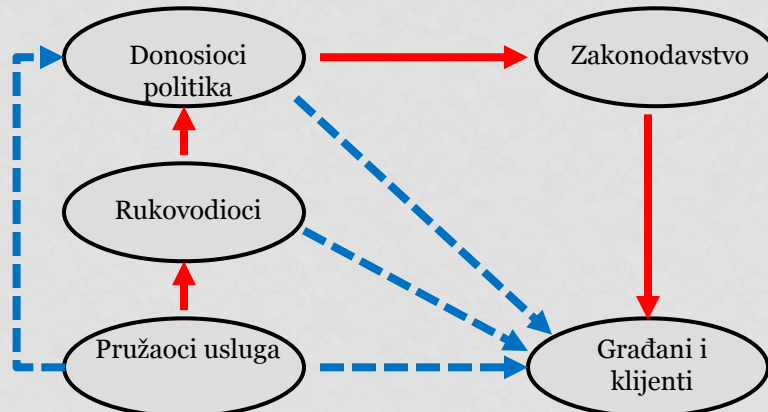 Donosioci
politika
Zakonodavstvo
Rukovodioci
Pružaoci usluga
Građani i
klijenti